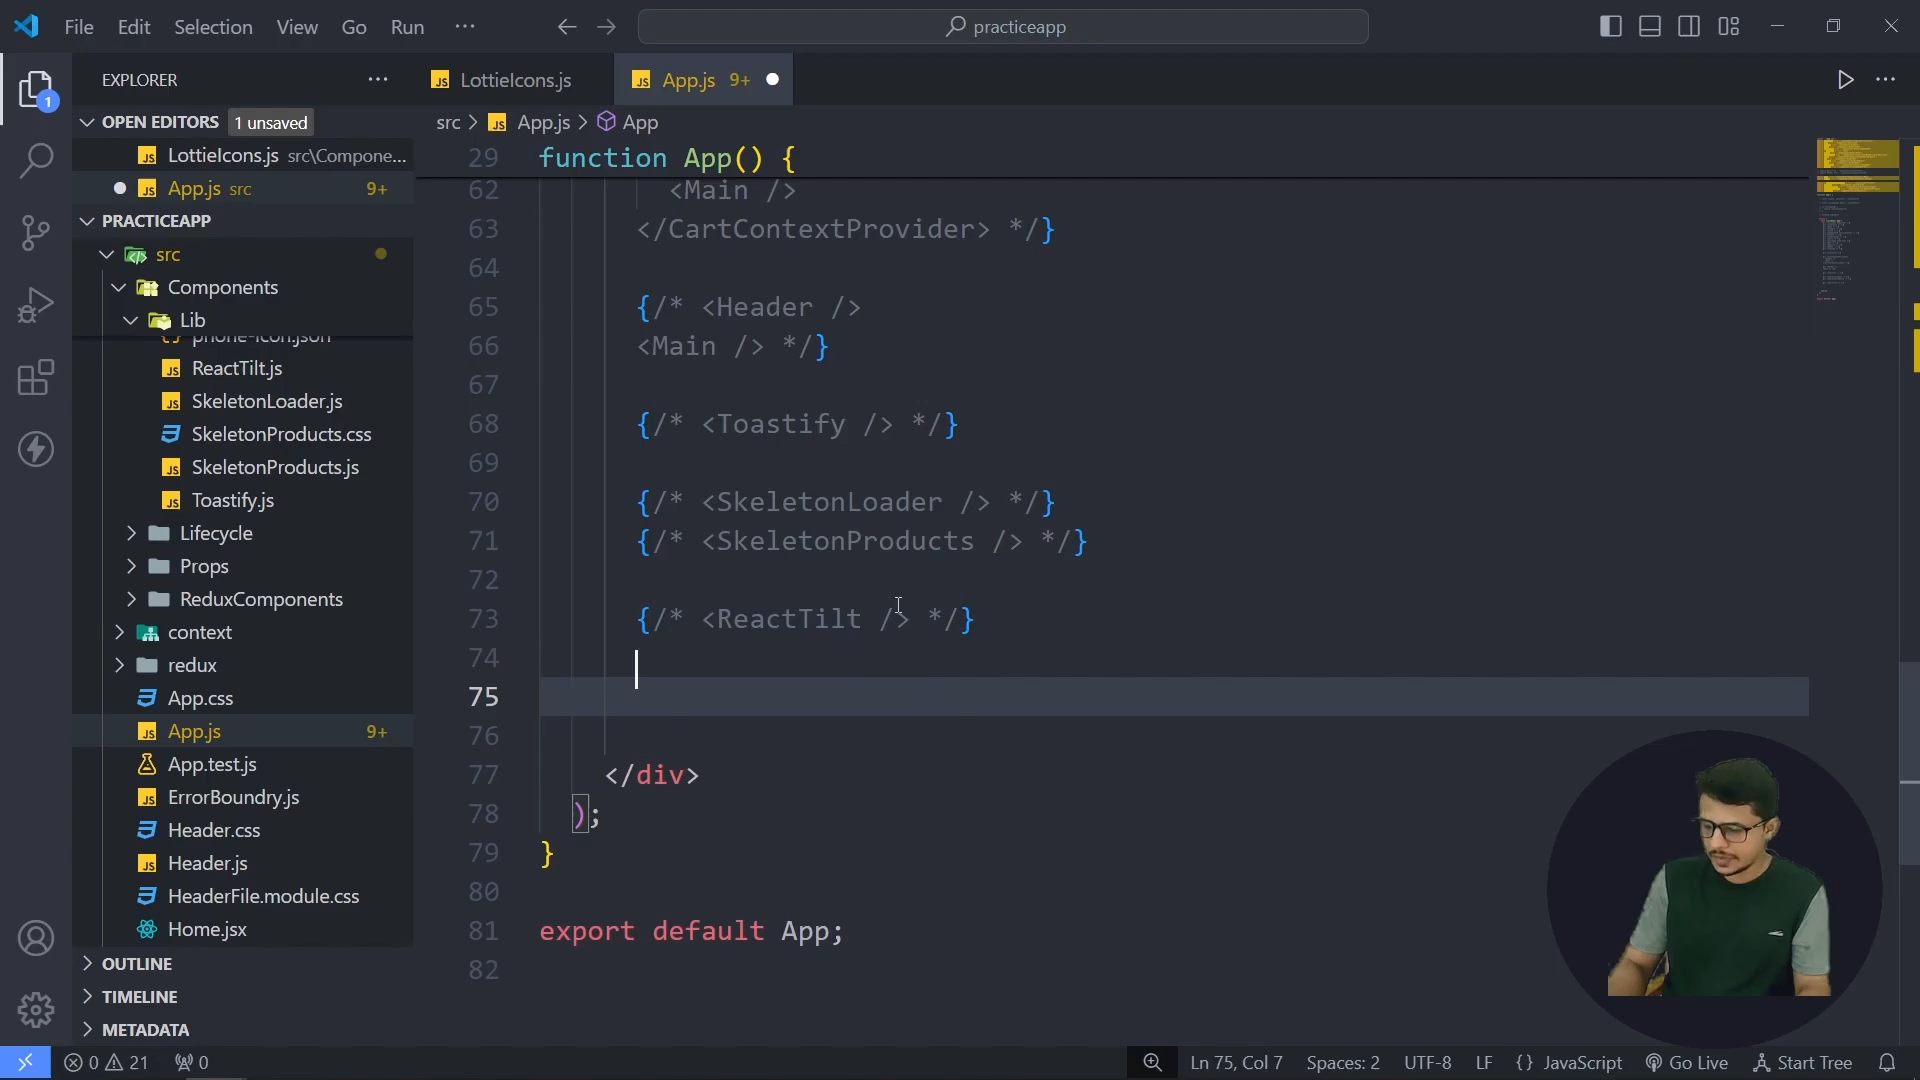 File Edit Selection View Go Run ··· practiceapp
EXPLORER ···
LottieIcons.js
App.js 9+
OPEN EDITORS 1 unsaved
LottieIcons.js src\Compone...
App.js src 9+
PRACTICEAPP
src
Components
Lib
phone-icon.json
ReactTilt.js
SkeletonLoader.js
SkeletonProducts.css
SkeletonProducts.js
Toastify.js
Lifecycle
Props
ReduxComponents
context
redux
App.css
App.js 9+
App.test.js
ErrorBoundry.js
Header.css
Header.js
HeaderFile.module.css
Home.jsx
OUTLINE
TIMELINE
METADATA
src > App.js > App
29 function App() {
62 <Main />
63 </CartContextProvider> */}
64
65 {/* <Header />
66 <Main /> */}
67
68 {/* <Toastify /> */}
69
70 {/* <SkeletonLoader /> */}
71 {/* <SkeletonProducts /> */}
72
73 {/* <ReactTilt /> */}
74
75
76
77 </div>
78 );
79 }
80
81 export default App;
82
0 21 0 Ln 75, Col 7 Spaces: 2 UTF-8 LF {} JavaScript Go Live Start Tree